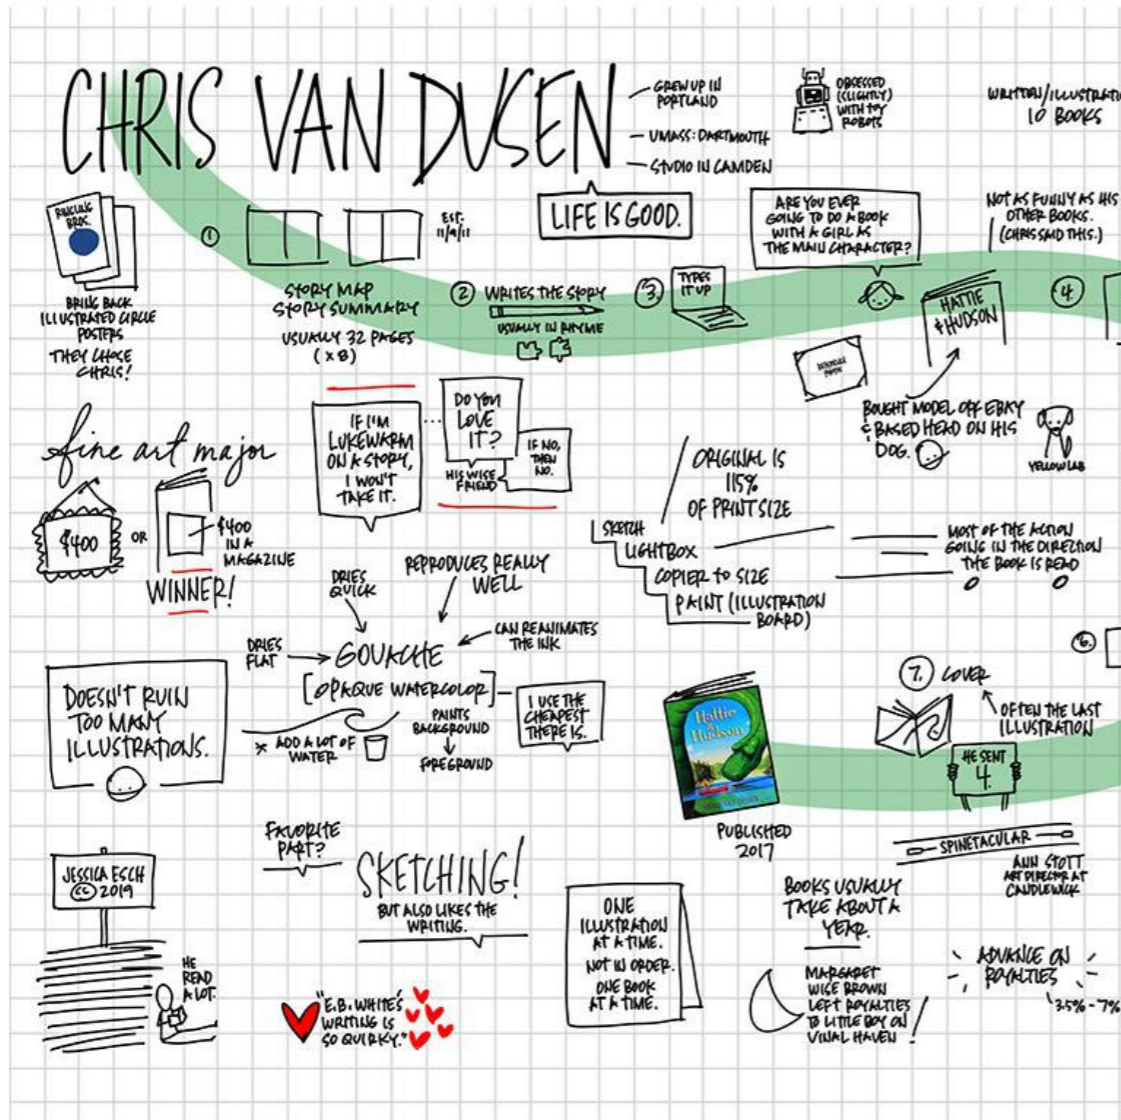 CHRIS VAN DUSEN
GREW UP IN
PORTLAND
UMASS: DARTMOUTH
STUDIO IN CAMDEN
OBSESSED
(SLIGHTLY)
WITH TOY
ROBOTS
10 BOOKS
RINGLING
BROS.
BRING BACK
ILLUSTRATED CIRCLE
POSTERS
THEY CHOSE
CHRIS!
1
EST.
11/9/11
STORY MAP
STORY SUMMARY
USUALLY 32 PAGES
(X8)
LIFE IS GOOD.
2 WRITES THE STORY
USUALLY IN RHYME
3.
TYPES
IT UP
ARE YOU EVER
GOING TO DO A BOOK
WITH A GIRL AS
THE MAIN CHARACTER?
NOT AS FUNNY AS HIS
OTHER BOOKS.
(CHRIS SAID THIS.)
HATTIE
& HUDSON
4.
BOUGHT MODEL OFF EBAY
& BASED HEAD ON HIS
DOG.
YELLOW LAB
fine art major
$400
OR
$400
IN A
MAGAZINE
WINNER!
IF I'M
LUKEWARM
ON A STORY,
I WON'T
TAKE IT.
DO YOU
LOVE
IT?
HIS WISE
FRIEND
IF NO,
THEN
NO.
ORIGINAL IS
115%
OF PRINT SIZE
SKETCH
LIGHTBOX
COPIER TO SIZE
PAINT (ILLUSTRATION
BOARD)
MOST OF THE ACTION
GOING IN THE DIRECTION
THE BOOK IS READ
DRIES
QUICK
REPRODUCES REALLY
WELL
CAN REANIMATES
THE INK
DRIES
FLAT
GOUACHE
[OPAQUE WATERCOLOR]
I USE THE
CHEAPEST
THERE IS.
* ADD A LOT OF
WATER
PAINTS
BACKGROUND
FOREGROUND
DOESN'T RUIN
TOO MANY
ILLUSTRATIONS.
Hattie
&
Hudson
PUBLISHED
2017
6.
7. COVER
OFTEN THE LAST
ILLUSTRATION
HE SENT
4.
SPINETACULAR
ANN STOTT
ART DIRECTOR AT
CANDLEWICK
JESSICA ESCH
CC 2019
HE
READ
A LOT.
FAVORITE
PART?
SKETCHING!
BUT ALSO LIKES THE
WRITING.
"E.B. WHITE'S
WRITING IS
SO QUIRKY."
ONE
ILLUSTRATION
AT A TIME.
NOT IN ORDER.
ONE BOOK
AT A TIME.
BOOKS USUALLY
TAKE ABOUT A
YEAR.
MARGARET
WISE BROWN
LEFT ROYALTIES
TO LITTLE BOY ON
VINAL HAVEN
ADVANCE ON
ROYALTIES